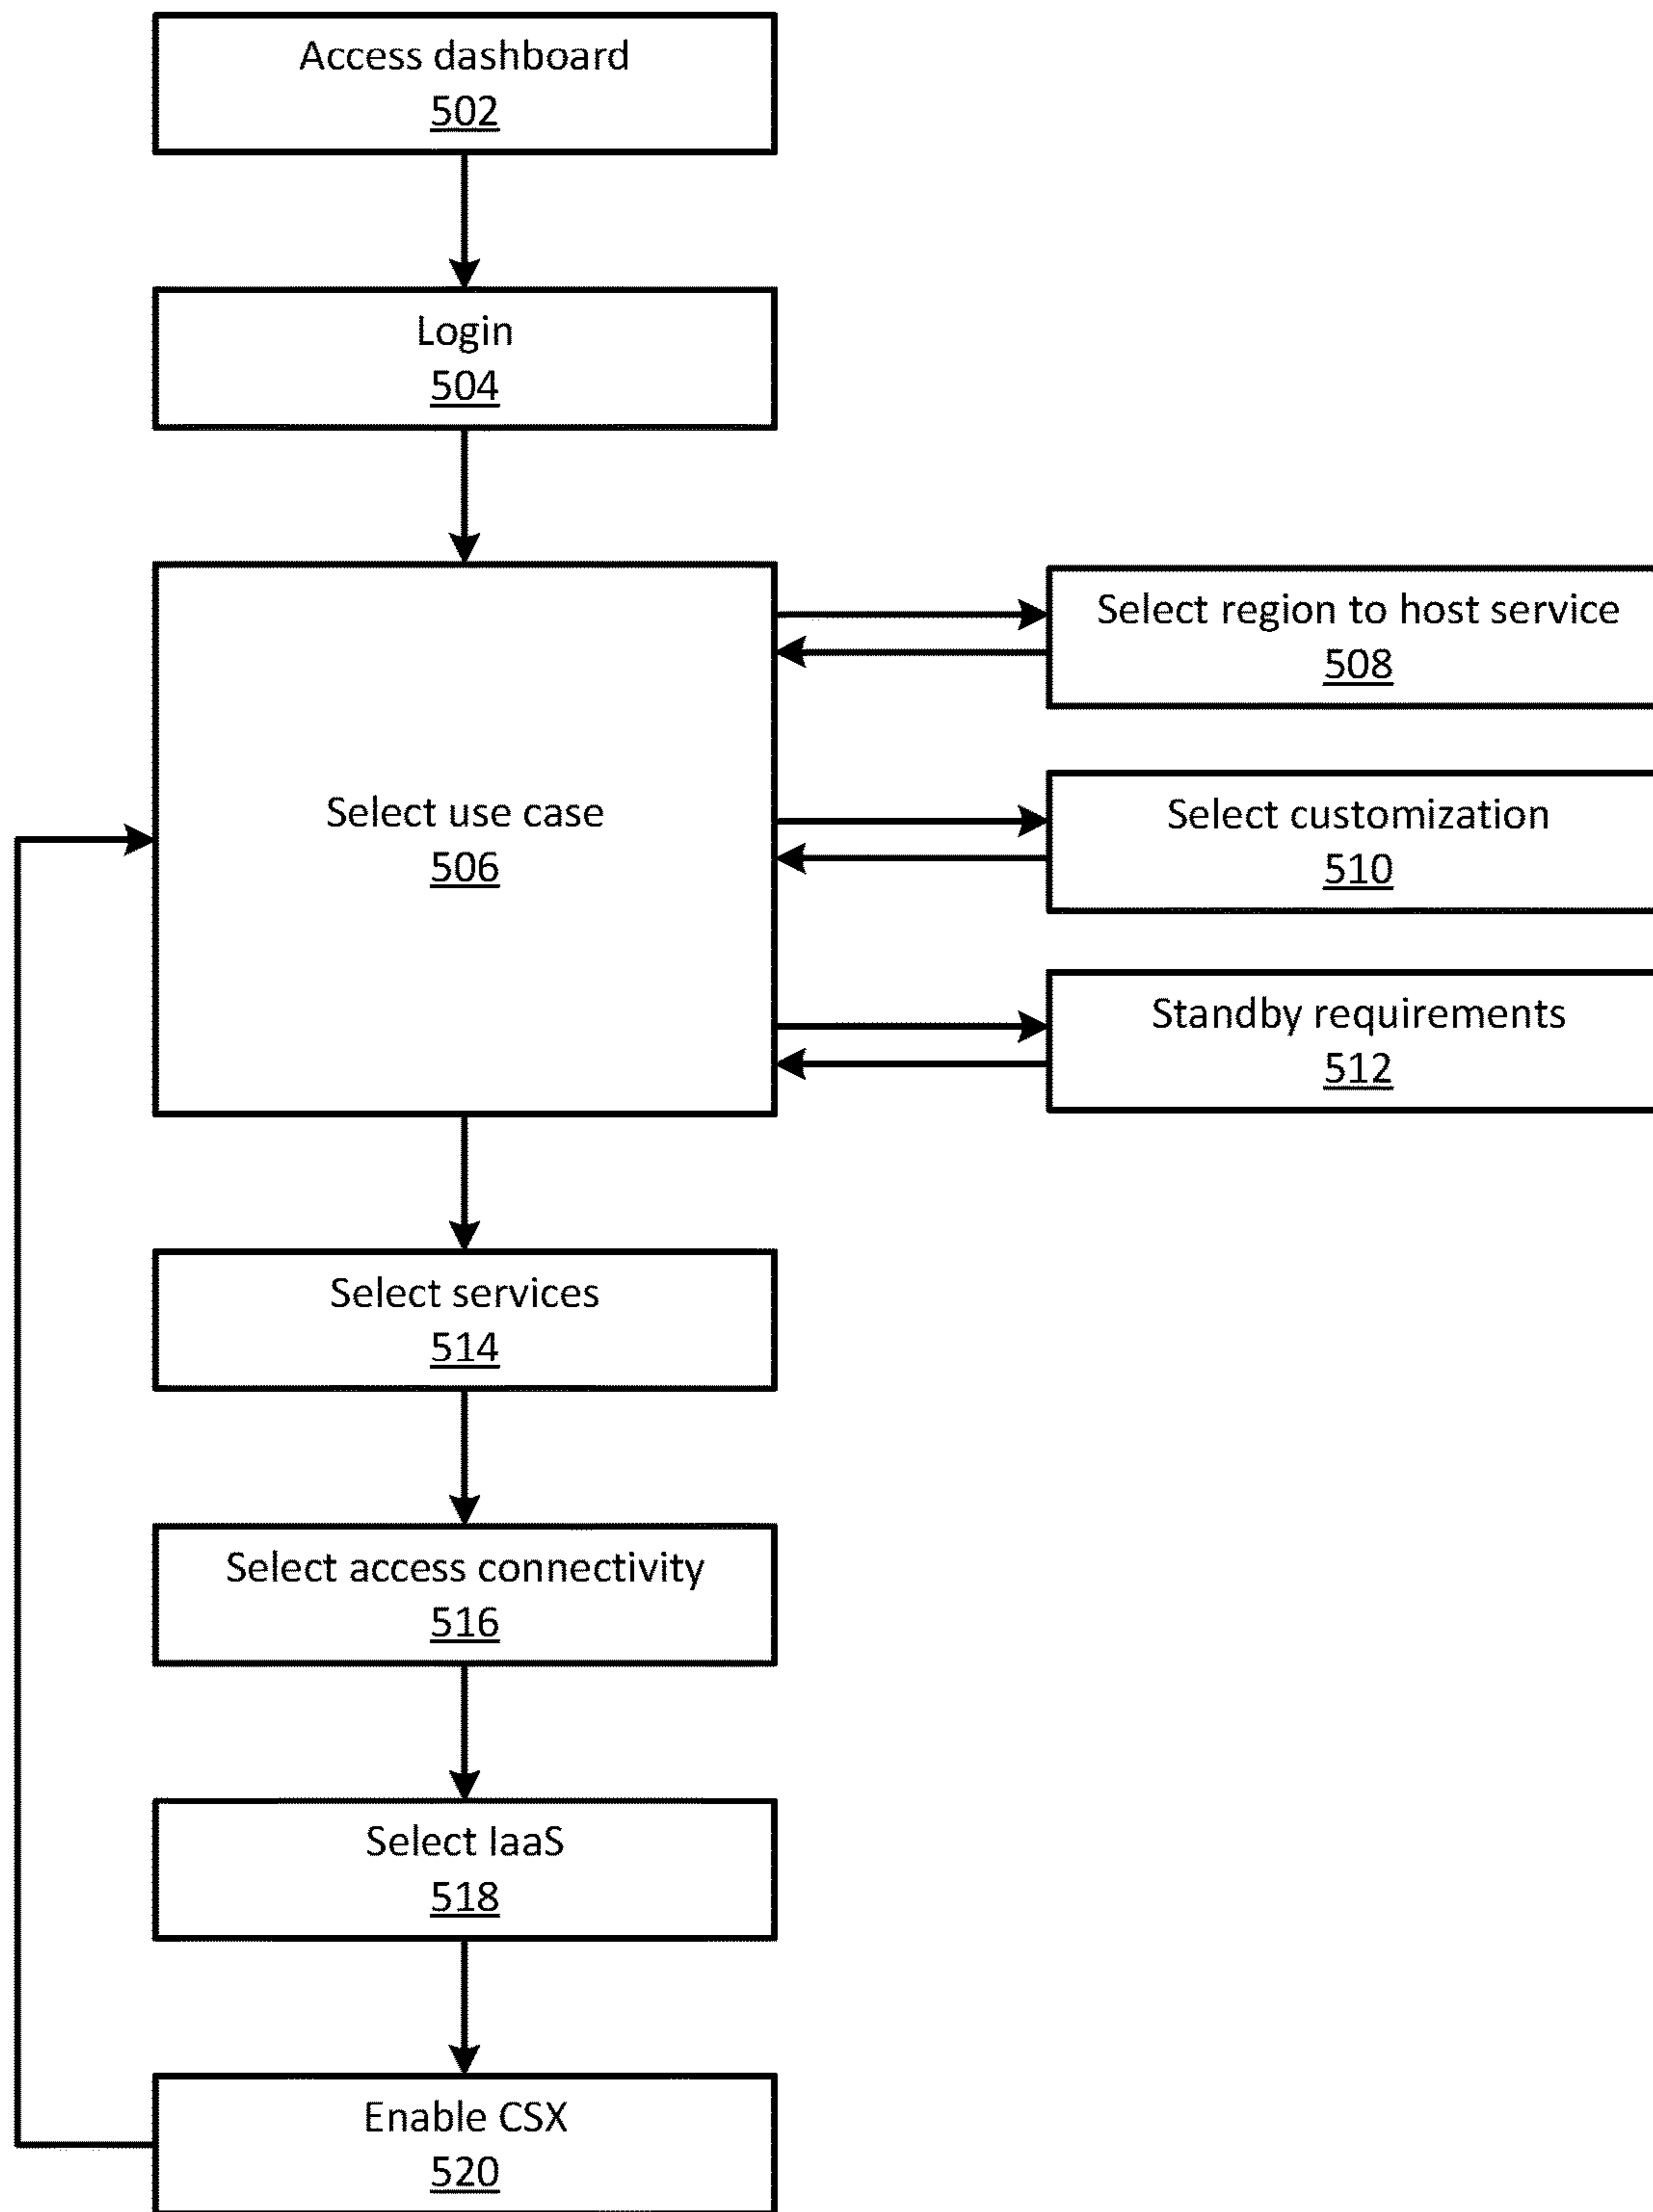 Access dashboard
502
Login
504
Select use case
506
Select region to host service
508
Select customization
510
Standby requirements
512
Select services
514
Select access connectivity
516
Select IaaS
518
Enable CSX
520